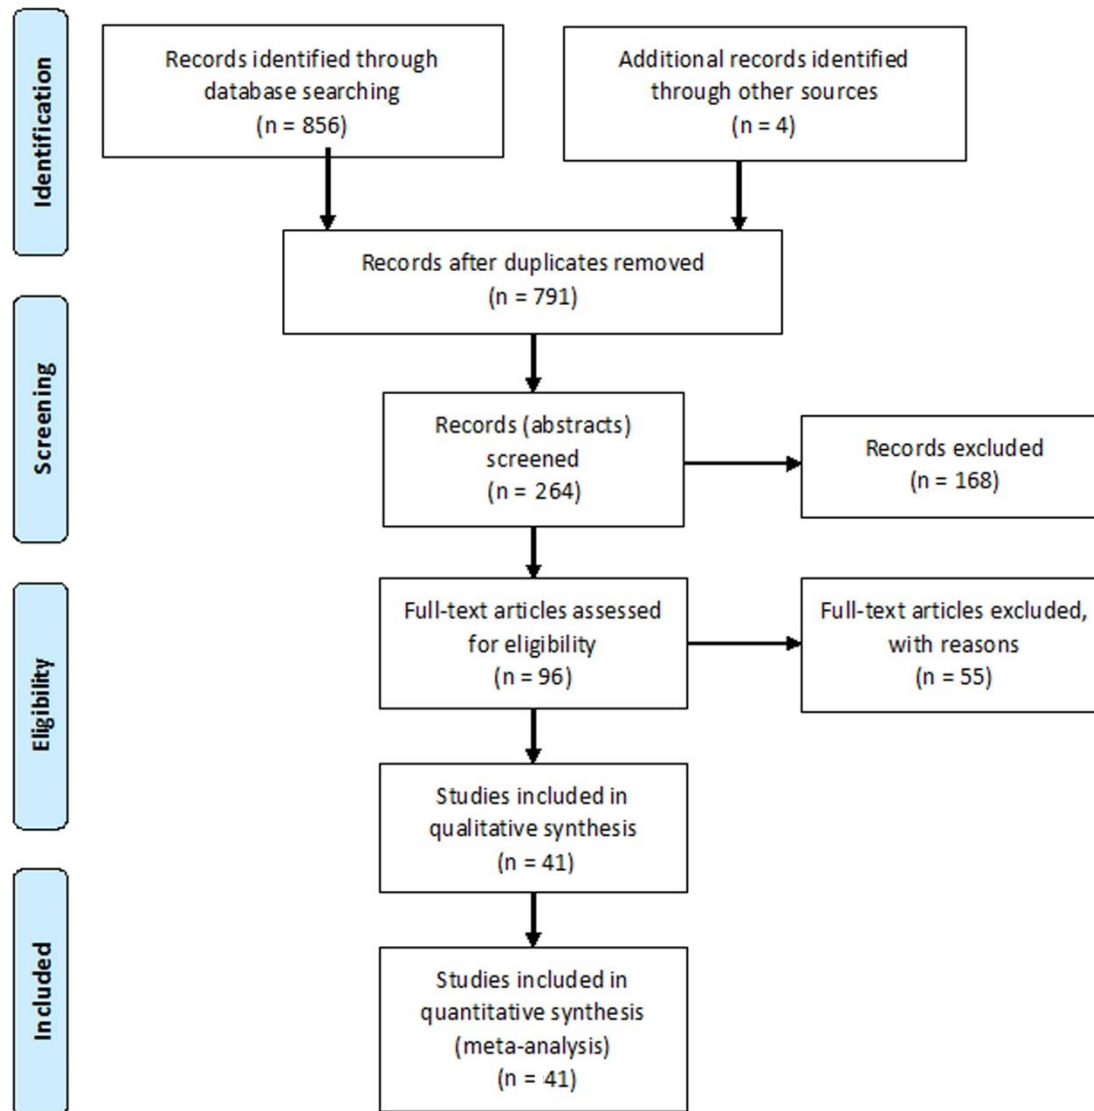 Identification
Records identified through
database searching
(n = 856)
Additional records identified
through other sources
(n = 4)
Records after duplicates removed
(n = 791)
Screening
Records (abstracts)
screened
(n = 264)
Records excluded
(n = 168)
Eligibility
Full-text articles assessed
for eligibility
(n = 96)
Full-text articles excluded,
with reasons
(n = 55)
Studies included in
qualitative synthesis
(n = 41)
Included
Studies included in
quantitative synthesis
(meta-analysis)
(n = 41)